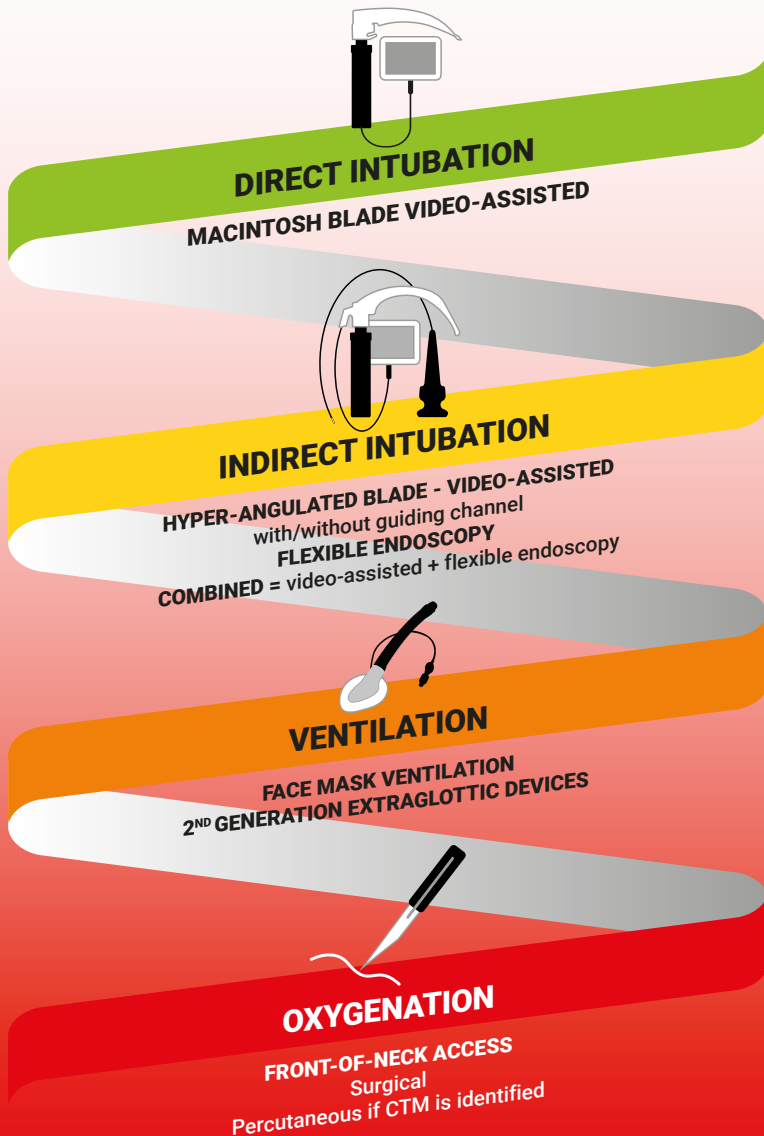 DIRECT INTUBATION
MACINTOSH BLADE VIDEO-ASSISTED
INDIRECT INTUBATION
HYPER-ANGULATED BLADE - VIDEO-ASSISTED
with/without guiding channel
FLEXIBLE ENDOSCOPY
COMBINED = video-assisted + flexible endoscopy
VENTILATION
FACE MASK VENTILATION
2ND GENERATION EXTRAGLOTTIC DEVICES
OXYGENATION
FRONT-OF-NECK ACCESS
Surgical
Percutaneous if CTM is identified